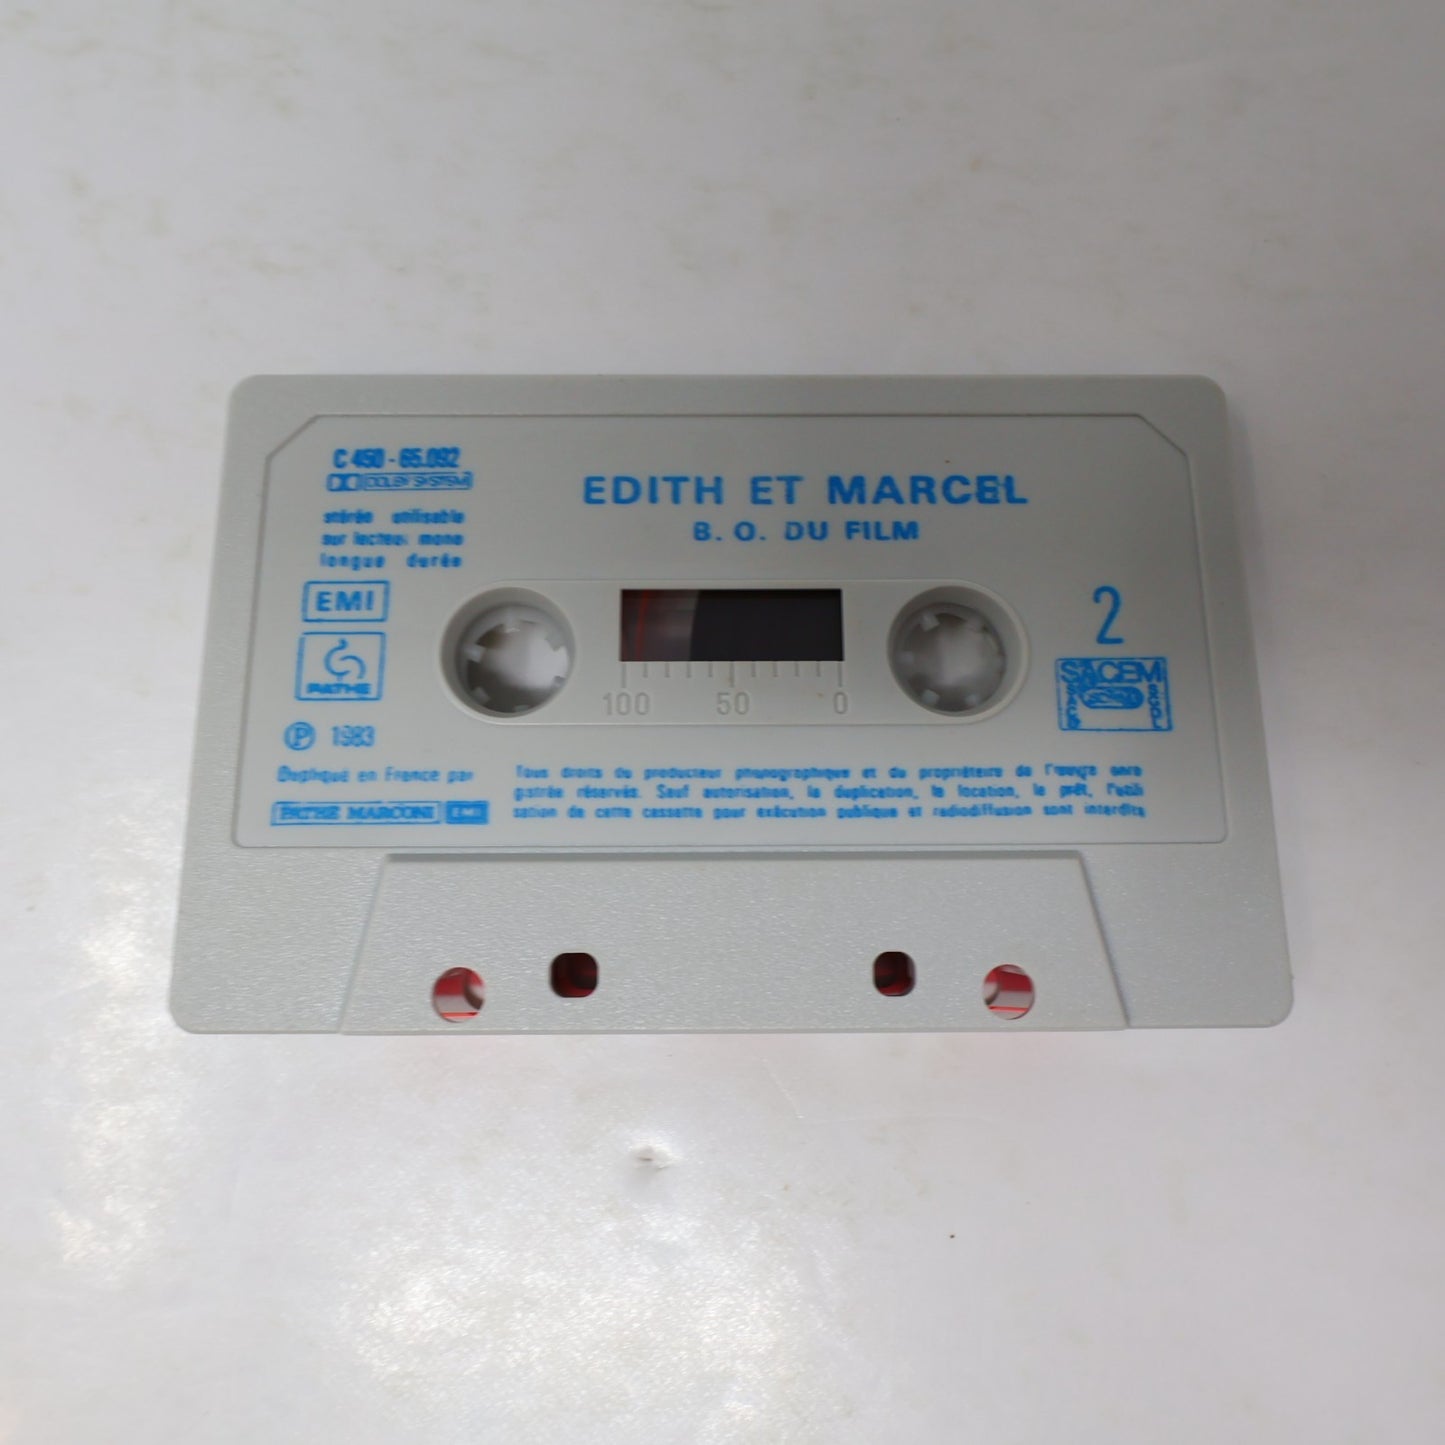 C 450 - 65.092
DOLBY SYSTEM
EDITH ET MARCEL
B. O. DU FILM
stéréo utilisable
sur lecteur mono
longue durée
EMI
PATHE
2
SACEM
100 50 0
Ⓟ 1983
Dupliqué en France par
PATHE MARCONI EMI
Tous droits du producteur phonographique et du propriétaire de l'œuvre enre
gistrée réservés. Sauf autorisation, la duplication, la location, le prêt, l'utili
sation de cette cassette pour exécution publique et radiodiffusion sont interdits